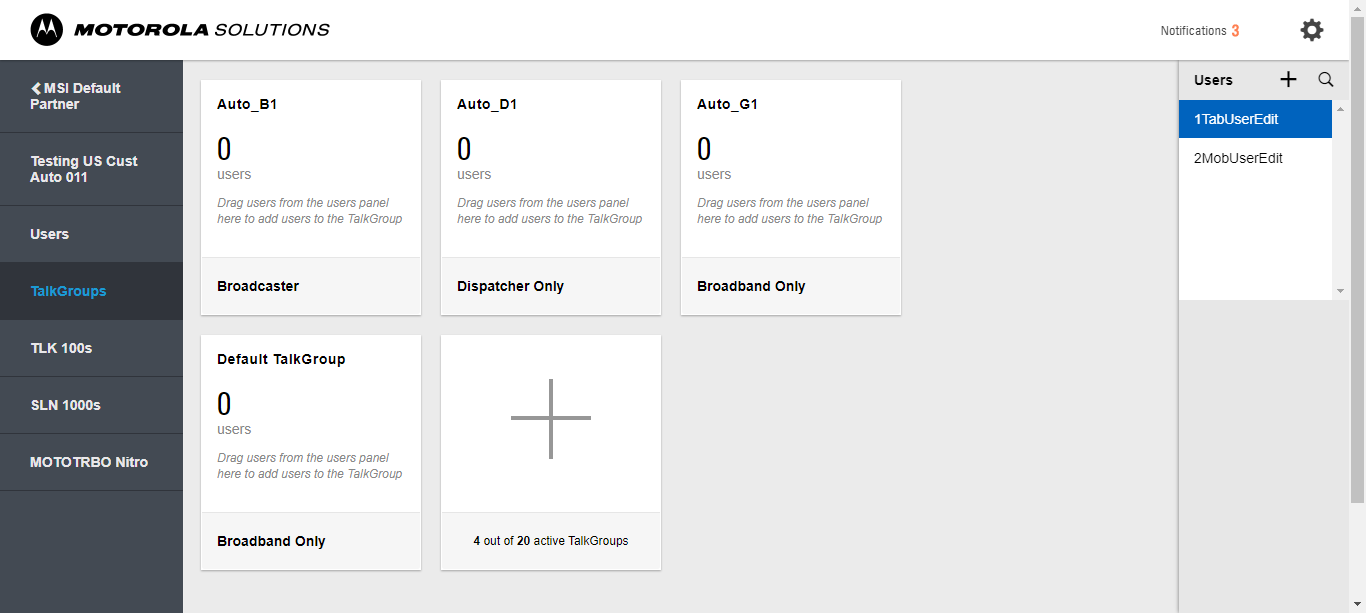 MOTOROLA SOLUTIONS
Notifications 3
MSI Default
Partner
Testing US Cust
Auto 011
Users
TalkGroups
TLK 100s
SLN 1000s
MOTOTRBO Nitro
Auto_B1
0
users
Drag users from the users panel
here to add users to the TalkGroup
Broadcaster
Auto_D1
0
users
Drag users from the users panel
here to add users to the TalkGroup
Dispatcher Only
Auto_G1
0
users
Drag users from the users panel
here to add users to the TalkGroup
Broadband Only
Default TalkGroup
0
users
Drag users from the users panel
here to add users to the TalkGroup
Broadband Only
4 out of 20 active TalkGroups
Users
1TabUserEdit
2MobUserEdit